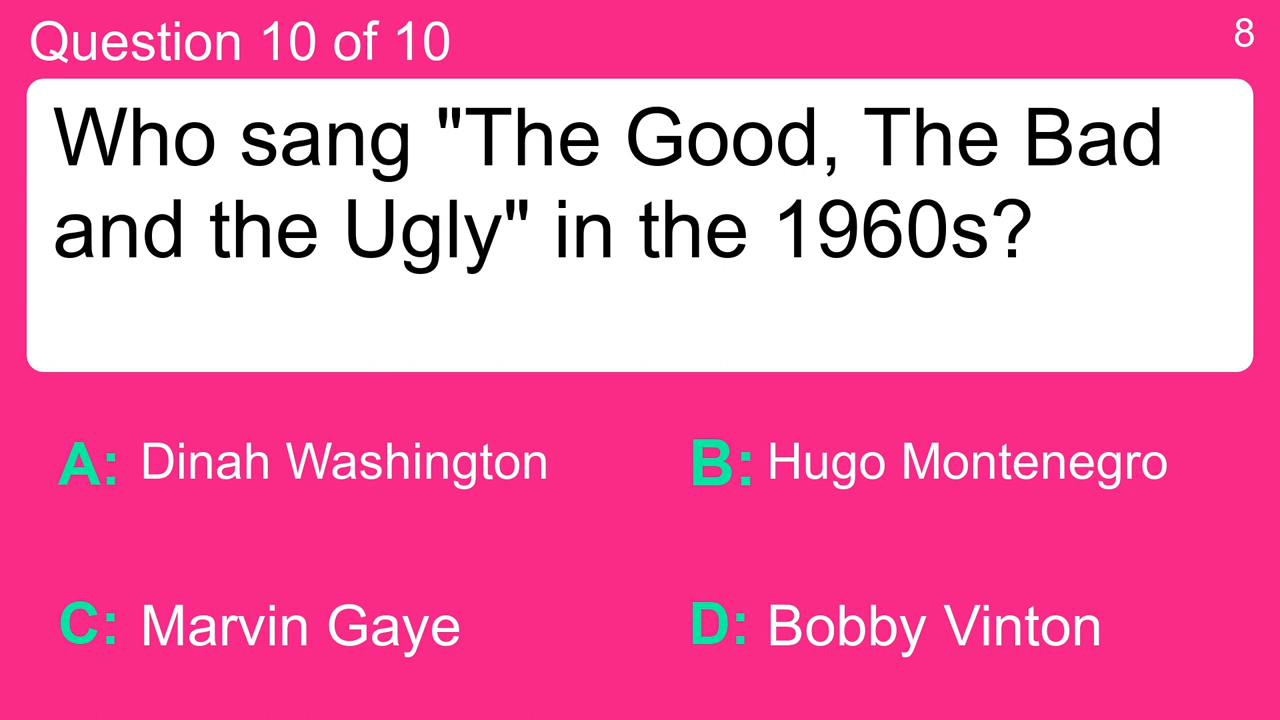 Question 10 of 10
8
Who sang "The Good, The Bad
and the Ugly" in the 1960s?
A: Dinah Washington
B: Hugo Montenegro
C: Marvin Gaye
D: Bobby Vinton